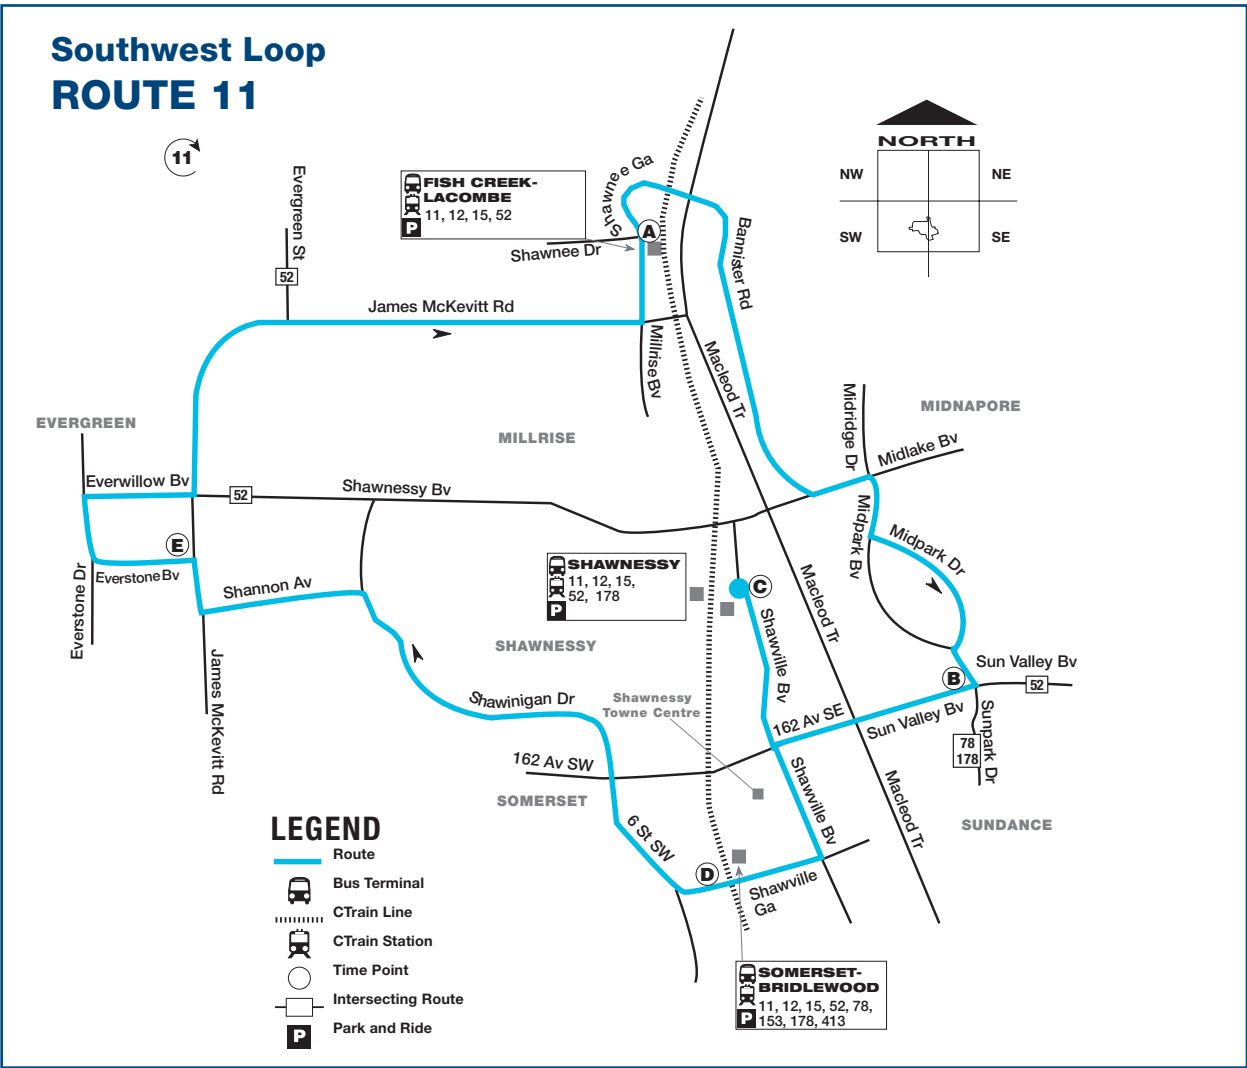 Southwest Loop
ROUTE 11
11
NORTH
NW
NE
SW
SE
Evergreen St
52
FISH CREEK-
LACOMBE
11, 12, 15, 52
P
Shawnee Ga
A
Shawnee Dr
Bannister Rd
James McKevitt Rd
Millrise Bv
Macleod Tr
Midridge Dr
MIDNAPORE
Midlake Bv
EVERGREEN
MILLRISE
Everwillow Bv
52
Shawnessy Bv
Midpark Bv
Midpark Dr
E
Everstone Bv
Everstone Dr
Shannon Av
SHAWNESSY
11, 12, 15,
52, 178
P
C
Macleod Tr
Shawville Bv
SHAWNESSY
James McKevitt Rd
Sun Valley Bv
52
B
Shawinigan Dr
Shawnessy
Towne Centre
162 Av SE
Sun Valley Bv
Sunpark Dr
78
178
162 Av SW
SOMERSET
Shawville Bv
Macleod Tr
SUNDANCE
6 St SW
D
Shawville
Ga
SOMERSET-
BRIDLEWOOD
11, 12, 15, 52, 78,
153, 178, 413
P
LEGEND
Route
Bus Terminal
CTrain Line
CTrain Station
Time Point
Intersecting Route
P
Park and Ride